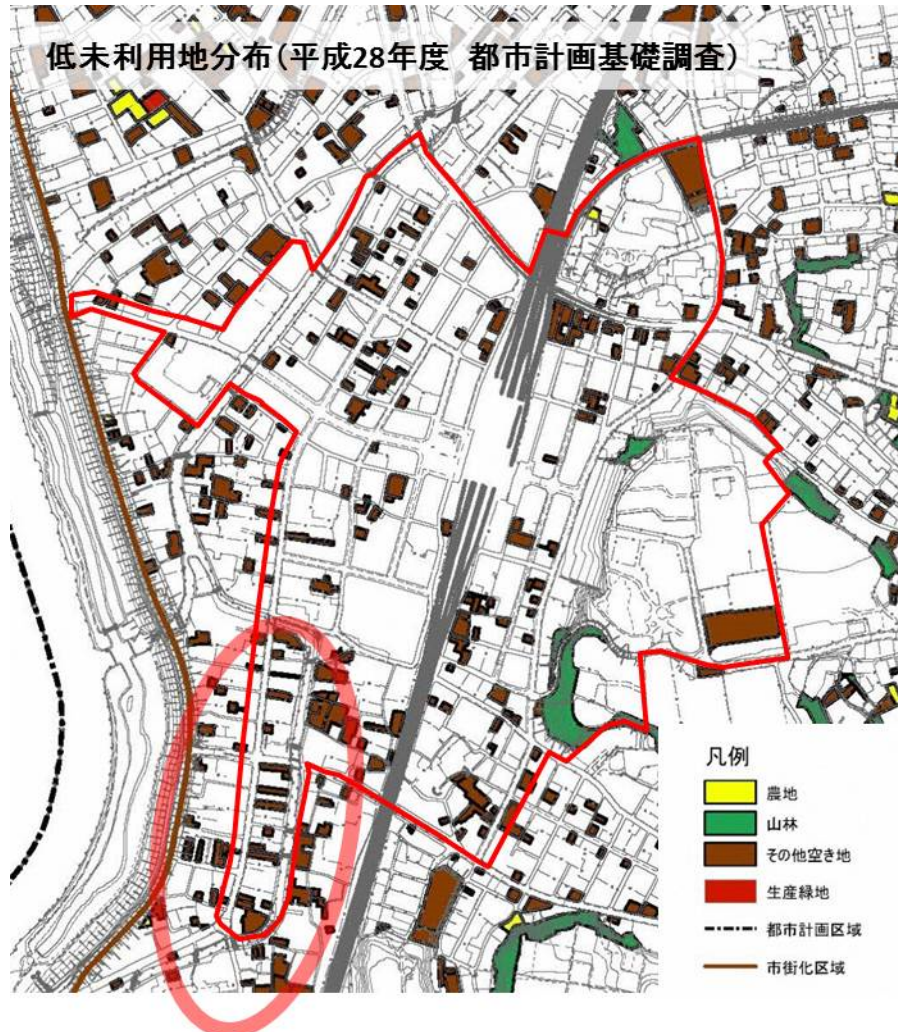 低未利用地分布(平成28年度 都市計画基礎調査)
凡例
農地
山林
その他空き地
生産緑地
都市計画区域
市街化区域